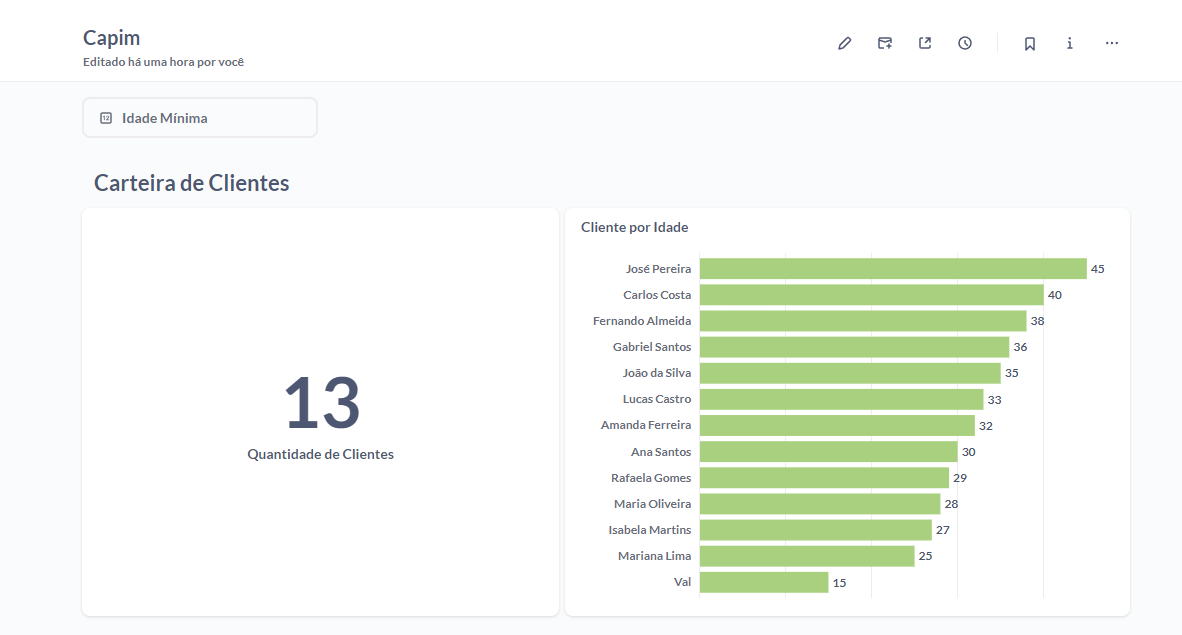 Capim
Editado há uma hora por você
12 Idade Mínima
Carteira de Clientes
13
Quantidade de Clientes
Cliente por Idade
José Pereira 45
Carlos Costa 40
Fernando Almeida 38
Gabriel Santos 36
João da Silva 35
Lucas Castro 33
Amanda Ferreira 32
Ana Santos 30
Rafaela Gomes 29
Maria Oliveira 28
Isabela Martins 27
Mariana Lima 25
Val 15